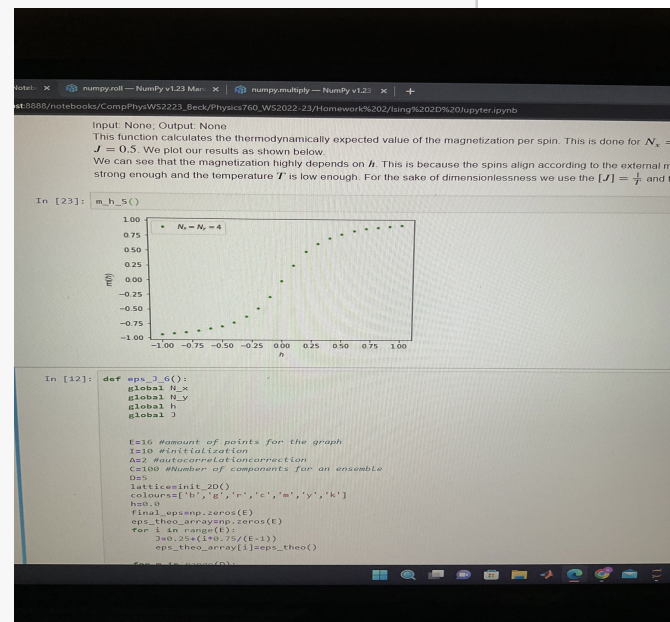 Notebo × numpy.roll — NumPy v1.23 Man × numpy.multiply — NumPy v1.23 × +
st:8888/notebooks/CompPhysWS2223_Beck/Physics760_WS2022-23/Homework%202/Ising%202D%20Jupyter.ipynb
Input: None; Output: None
This function calculates the thermodynamically expected value of the magnetization per spin. This is done for Nₓ =
J = 0.5. We plot our results as shown below.
We can see that the magnetization highly depends on h. This is because the spins align according to the external m
strong enough and the temperature T is low enough. For the sake of dimensionlessness we use the [J] = 1/T and
In [23]: m_h_5()
1.00
Nₓ = Nᵧ = 4
0.75
0.50
0.25
0.00
m(h)
−0.25
−0.50
−0.75
−1.00
−1.00 −0.75 −0.50 −0.25 0.00 0.25 0.50 0.75 1.00
h
In [12]: def eps_J_6():
global N_x
global N_y
global h
global J
E=16 #amount of points for the graph
I=10 #initialization
A=2 #autocorrelationcorrection
C=100 #Number of components for an ensemble
D=5
lattice=init_2D()
colours=['b','g','r','c','m','y','k']
h=0.0
final_eps=np.zeros(E)
eps_theo_array=np.zeros(E)
for i in range(E):
J=0.25+(i*0.75/(E-1))
eps_theo_array[i]=eps_theo()